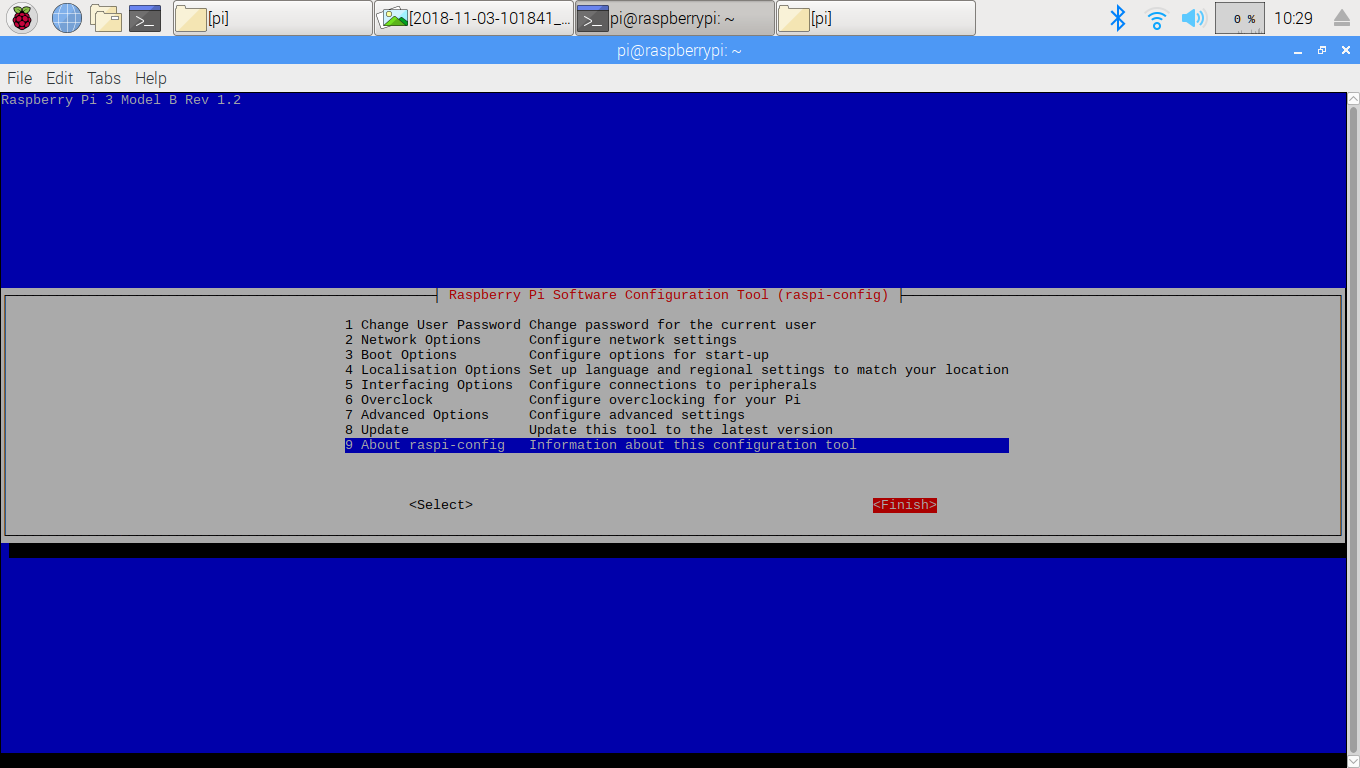 [pi] [2018-11-03-101841_... pi@raspberrypi: ~ [pi] 0 % 10:29
pi@raspberrypi: ~
File Edit Tabs Help
Raspberry Pi 3 Model B Rev 1.2
Raspberry Pi Software Configuration Tool (raspi-config)
1 Change User Password Change password for the current user
2 Network Options Configure network settings
3 Boot Options Configure options for start-up
4 Localisation Options Set up language and regional settings to match your location
5 Interfacing Options Configure connections to peripherals
6 Overclock Configure overclocking for your Pi
7 Advanced Options Configure advanced settings
8 Update Update this tool to the latest version
9 About raspi-config Information about this configuration tool
<Select> <Finish>